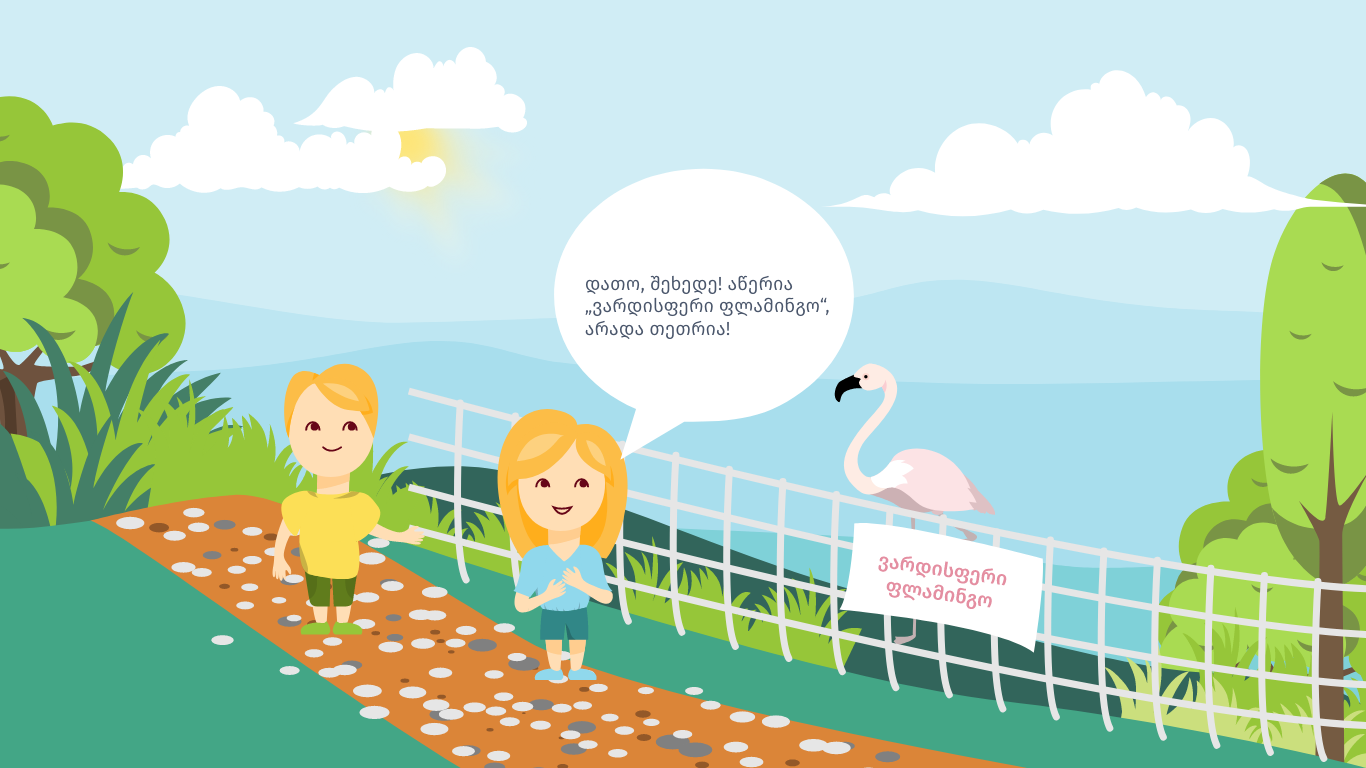 დათო, შეხედე! აწერია
„ვარდისფერი ფლამინგო“,
არადა თეთრია!
ვარდისფერი
ფლამინგო